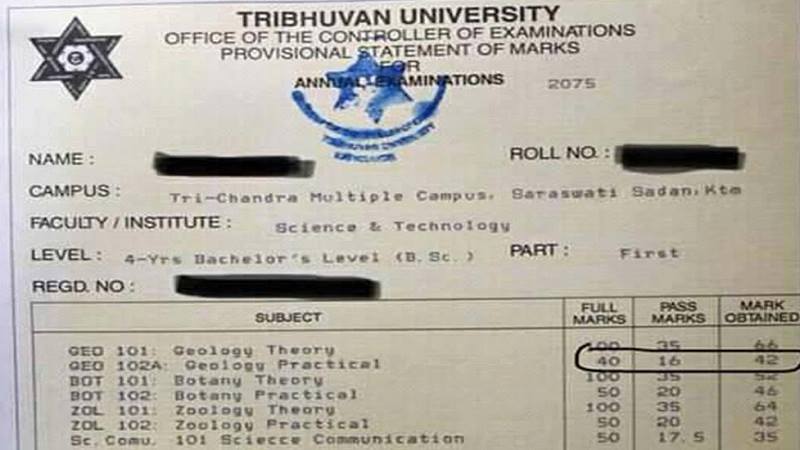 TRIBHUVAN UNIVERSITY
OFFICE OF THE CONTROLLER OF EXAMINATIONS
PROVISIONAL STATEMENT OF MARKS
FOR
ANNUAL EXAMINATIONS 2075
TRIBHUVAN UNIVERSITY
NAME :
ROLL NO. :
CAMPUS : Tri-Chandra Multiple Campus, Saraswati Sadan,Ktm
FACULTY / INSTITUTE : Science & Technology
LEVEL : 4-Yrs Bachelor's Level (B.Sc.) PART : First
REGD. NO :
SUBJECT FULL MARKS PASS MARKS MARK OBTAINED
GEO 101: Geology Theory 100 35 66
GEO 102A: Geology Practical 40 16 42
BOT 101: Botany Theory 100 35 52
BOT 102: Botany Practical 50 20 46
ZOL 101: Zoology Theory 100 35 64
ZOL 102: Zoology Practical 50 20 42
Sc.Comu. 101 Sciecce Communication 50 17.5 35